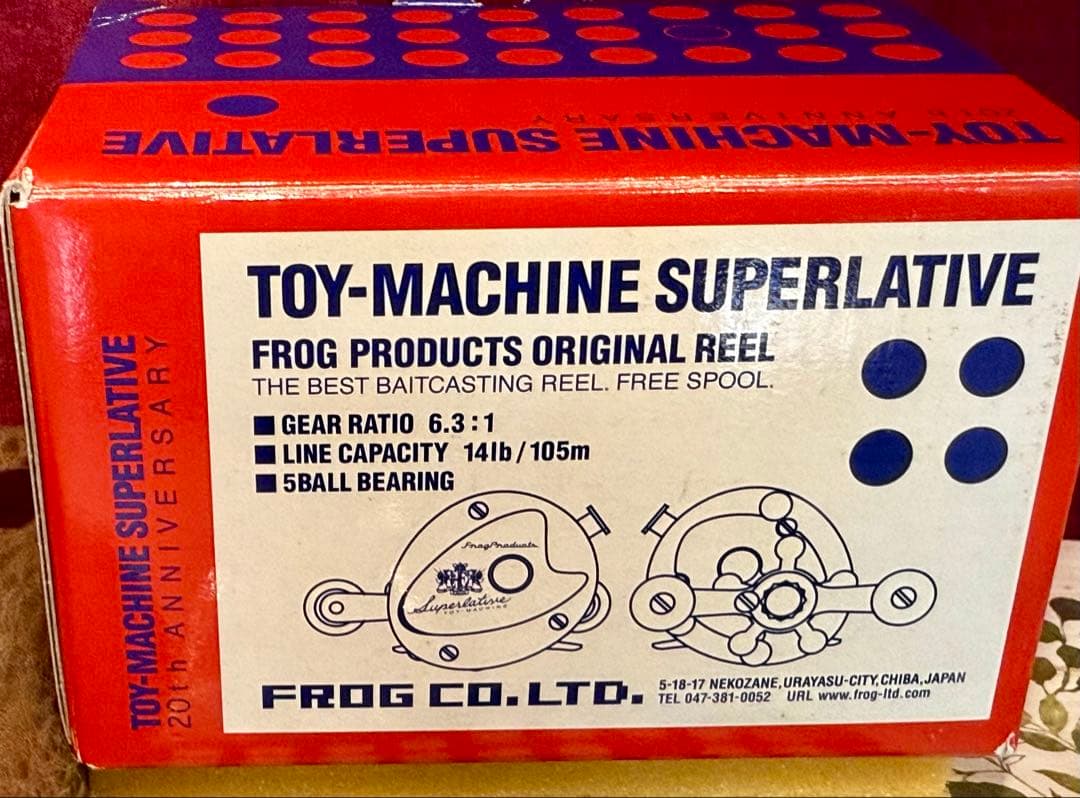 TOY-MACHINE SUPERLATIVE
20th ANNIVERSARY
TOY-MACHINE SUPERLATIVE
20th ANNIVERSARY
TOY-MACHINE SUPERLATIVE
FROG PRODUCTS ORIGINAL REEL
THE BEST BAITCASTING REEL. FREE SPOOL.
■ GEAR RATIO 6.3:1
■ LINE CAPACITY 14lb/105m
■ 5BALL BEARING
FrogProducts
Superlative
TOY-MACHINE
FROG CO.LTD.
5-18-17 NEKOZANE,URAYASU-CITY,CHIBA,JAPAN
TEL 047-381-0052 URL www.frog-ltd.com